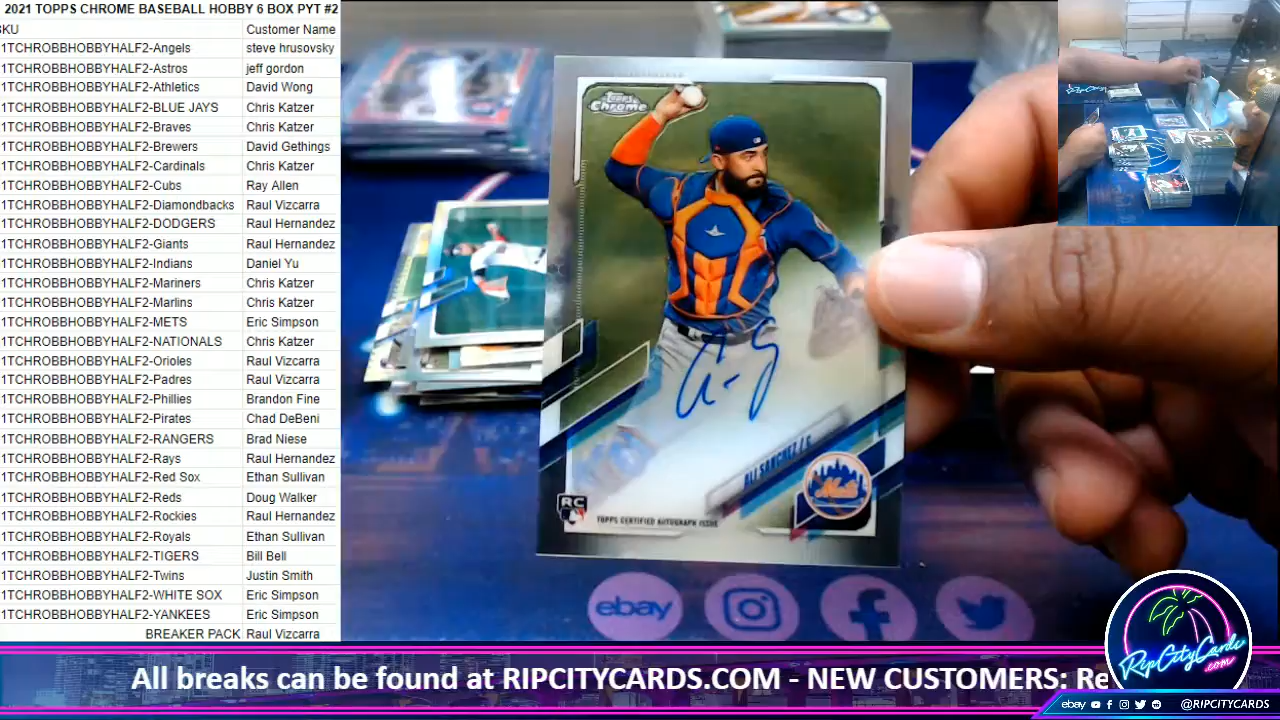 2021 TOPPS CHROME BASEBALL HOBBY 6 BOX PYT #2
SKU Customer Name
1TCHROBBHOBBYHALF2-Angels steve hrusovsky
1TCHROBBHOBBYHALF2-Astros jeff gordon
1TCHROBBHOBBYHALF2-Athletics David Wong
1TCHROBBHOBBYHALF2-BLUE JAYS Chris Katzer
1TCHROBBHOBBYHALF2-Braves Chris Katzer
1TCHROBBHOBBYHALF2-Brewers David Gethings
1TCHROBBHOBBYHALF2-Cardinals Chris Katzer
1TCHROBBHOBBYHALF2-Cubs Ray Allen
1TCHROBBHOBBYHALF2-Diamondbacks Raul Vizcarra
1TCHROBBHOBBYHALF2-DODGERS Raul Hernandez
1TCHROBBHOBBYHALF2-Giants Raul Hernandez
1TCHROBBHOBBYHALF2-Indians Daniel Yu
1TCHROBBHOBBYHALF2-Mariners Chris Katzer
1TCHROBBHOBBYHALF2-Marlins Chris Katzer
1TCHROBBHOBBYHALF2-METS Eric Simpson
1TCHROBBHOBBYHALF2-NATIONALS Chris Katzer
1TCHROBBHOBBYHALF2-Orioles Raul Vizcarra
1TCHROBBHOBBYHALF2-Padres Raul Vizcarra
1TCHROBBHOBBYHALF2-Phillies Brandon Fine
1TCHROBBHOBBYHALF2-Pirates Chad DeBeni
1TCHROBBHOBBYHALF2-RANGERS Brad Niese
1TCHROBBHOBBYHALF2-Rays Raul Hernandez
1TCHROBBHOBBYHALF2-Red Sox Ethan Sullivan
1TCHROBBHOBBYHALF2-Reds Doug Walker
1TCHROBBHOBBYHALF2-Rockies Raul Hernandez
1TCHROBBHOBBYHALF2-Royals Ethan Sullivan
1TCHROBBHOBBYHALF2-TIGERS Bill Bell
1TCHROBBHOBBYHALF2-Twins Justin Smith
1TCHROBBHOBBYHALF2-WHITE SOX Eric Simpson
1TCHROBBHOBBYHALF2-YANKEES Eric Simpson
BREAKER PACK Raul Vizcarra
Topps
Chrome
ALI SANCHEZ / C
Mets
RC
TOPPS CERTIFIED AUTOGRAPH ISSUE
ebay
RipCityCards
.com
All breaks can be found at RIPCITYCARDS.COM - NEW CUSTOMERS: Re
ebay @RIPCITYCARDS